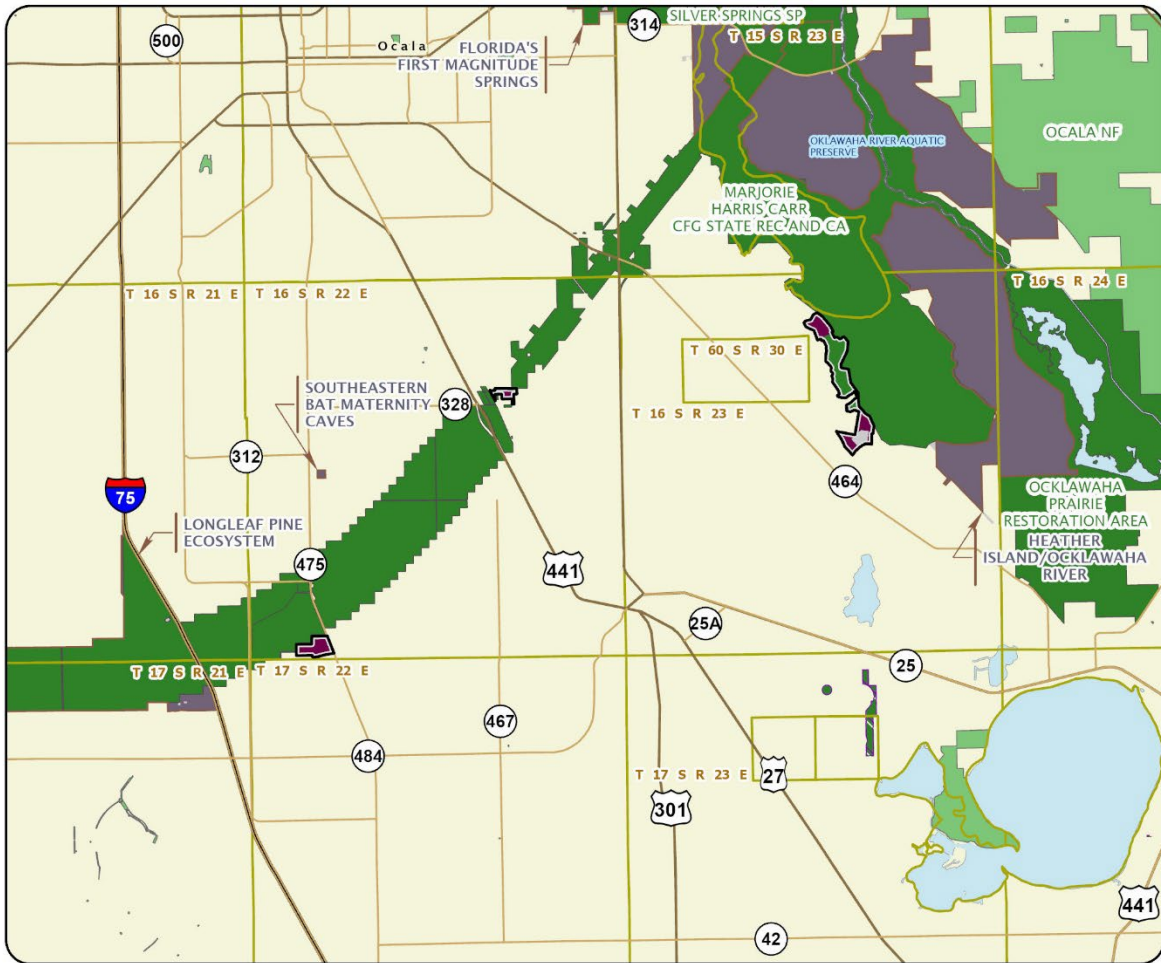 SILVER SPRINGS SP
500
314
Ocala
T 15 S R 23 E
FLORIDA'S
FIRST MAGNITUDE
SPRINGS
OCALA NF
OKLAWAHA RIVER AQUATIC
PRESERVE
MARJORIE
HARRIS CARR
CFG STATE REC AND CA
T 16 S R 21 E
T 16 S R 22 E
T 16 S R 24 E
T 60 S R 30 E
SOUTHEASTERN
BAT MATERNITY
CAVES
328
T 16 S R 23 E
312
464
75
OCKLAWAHA
PRAIRIE
RESTORATION AREA
LONGLEAF PINE
ECOSYSTEM
HEATHER
ISLAND/OCKLAWAHA
RIVER
475
441
25A
25
T 17 S R 21 E
T 17 S R 22 E
467
484
T 17 S R 23 E
27
301
441
42